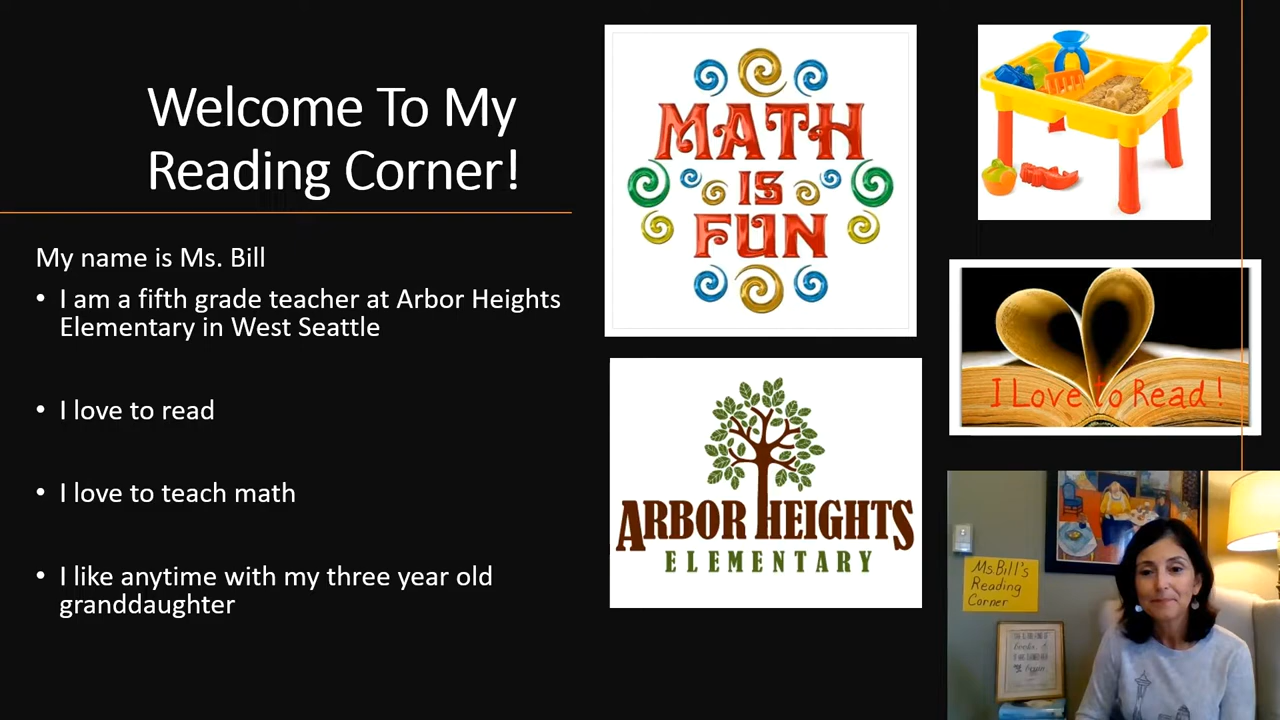 Welcome To My
Reading Corner!
My name is Ms. Bill
• I am a fifth grade teacher at Arbor Heights
Elementary in West Seattle
• I love to read
• I love to teach math
• I like anytime with my three year old
granddaughter
MATH
IS
FUN
ARBOR HEIGHTS
ELEMENTARY
I Love to Read!
Ms. Bill's
Reading
Corner